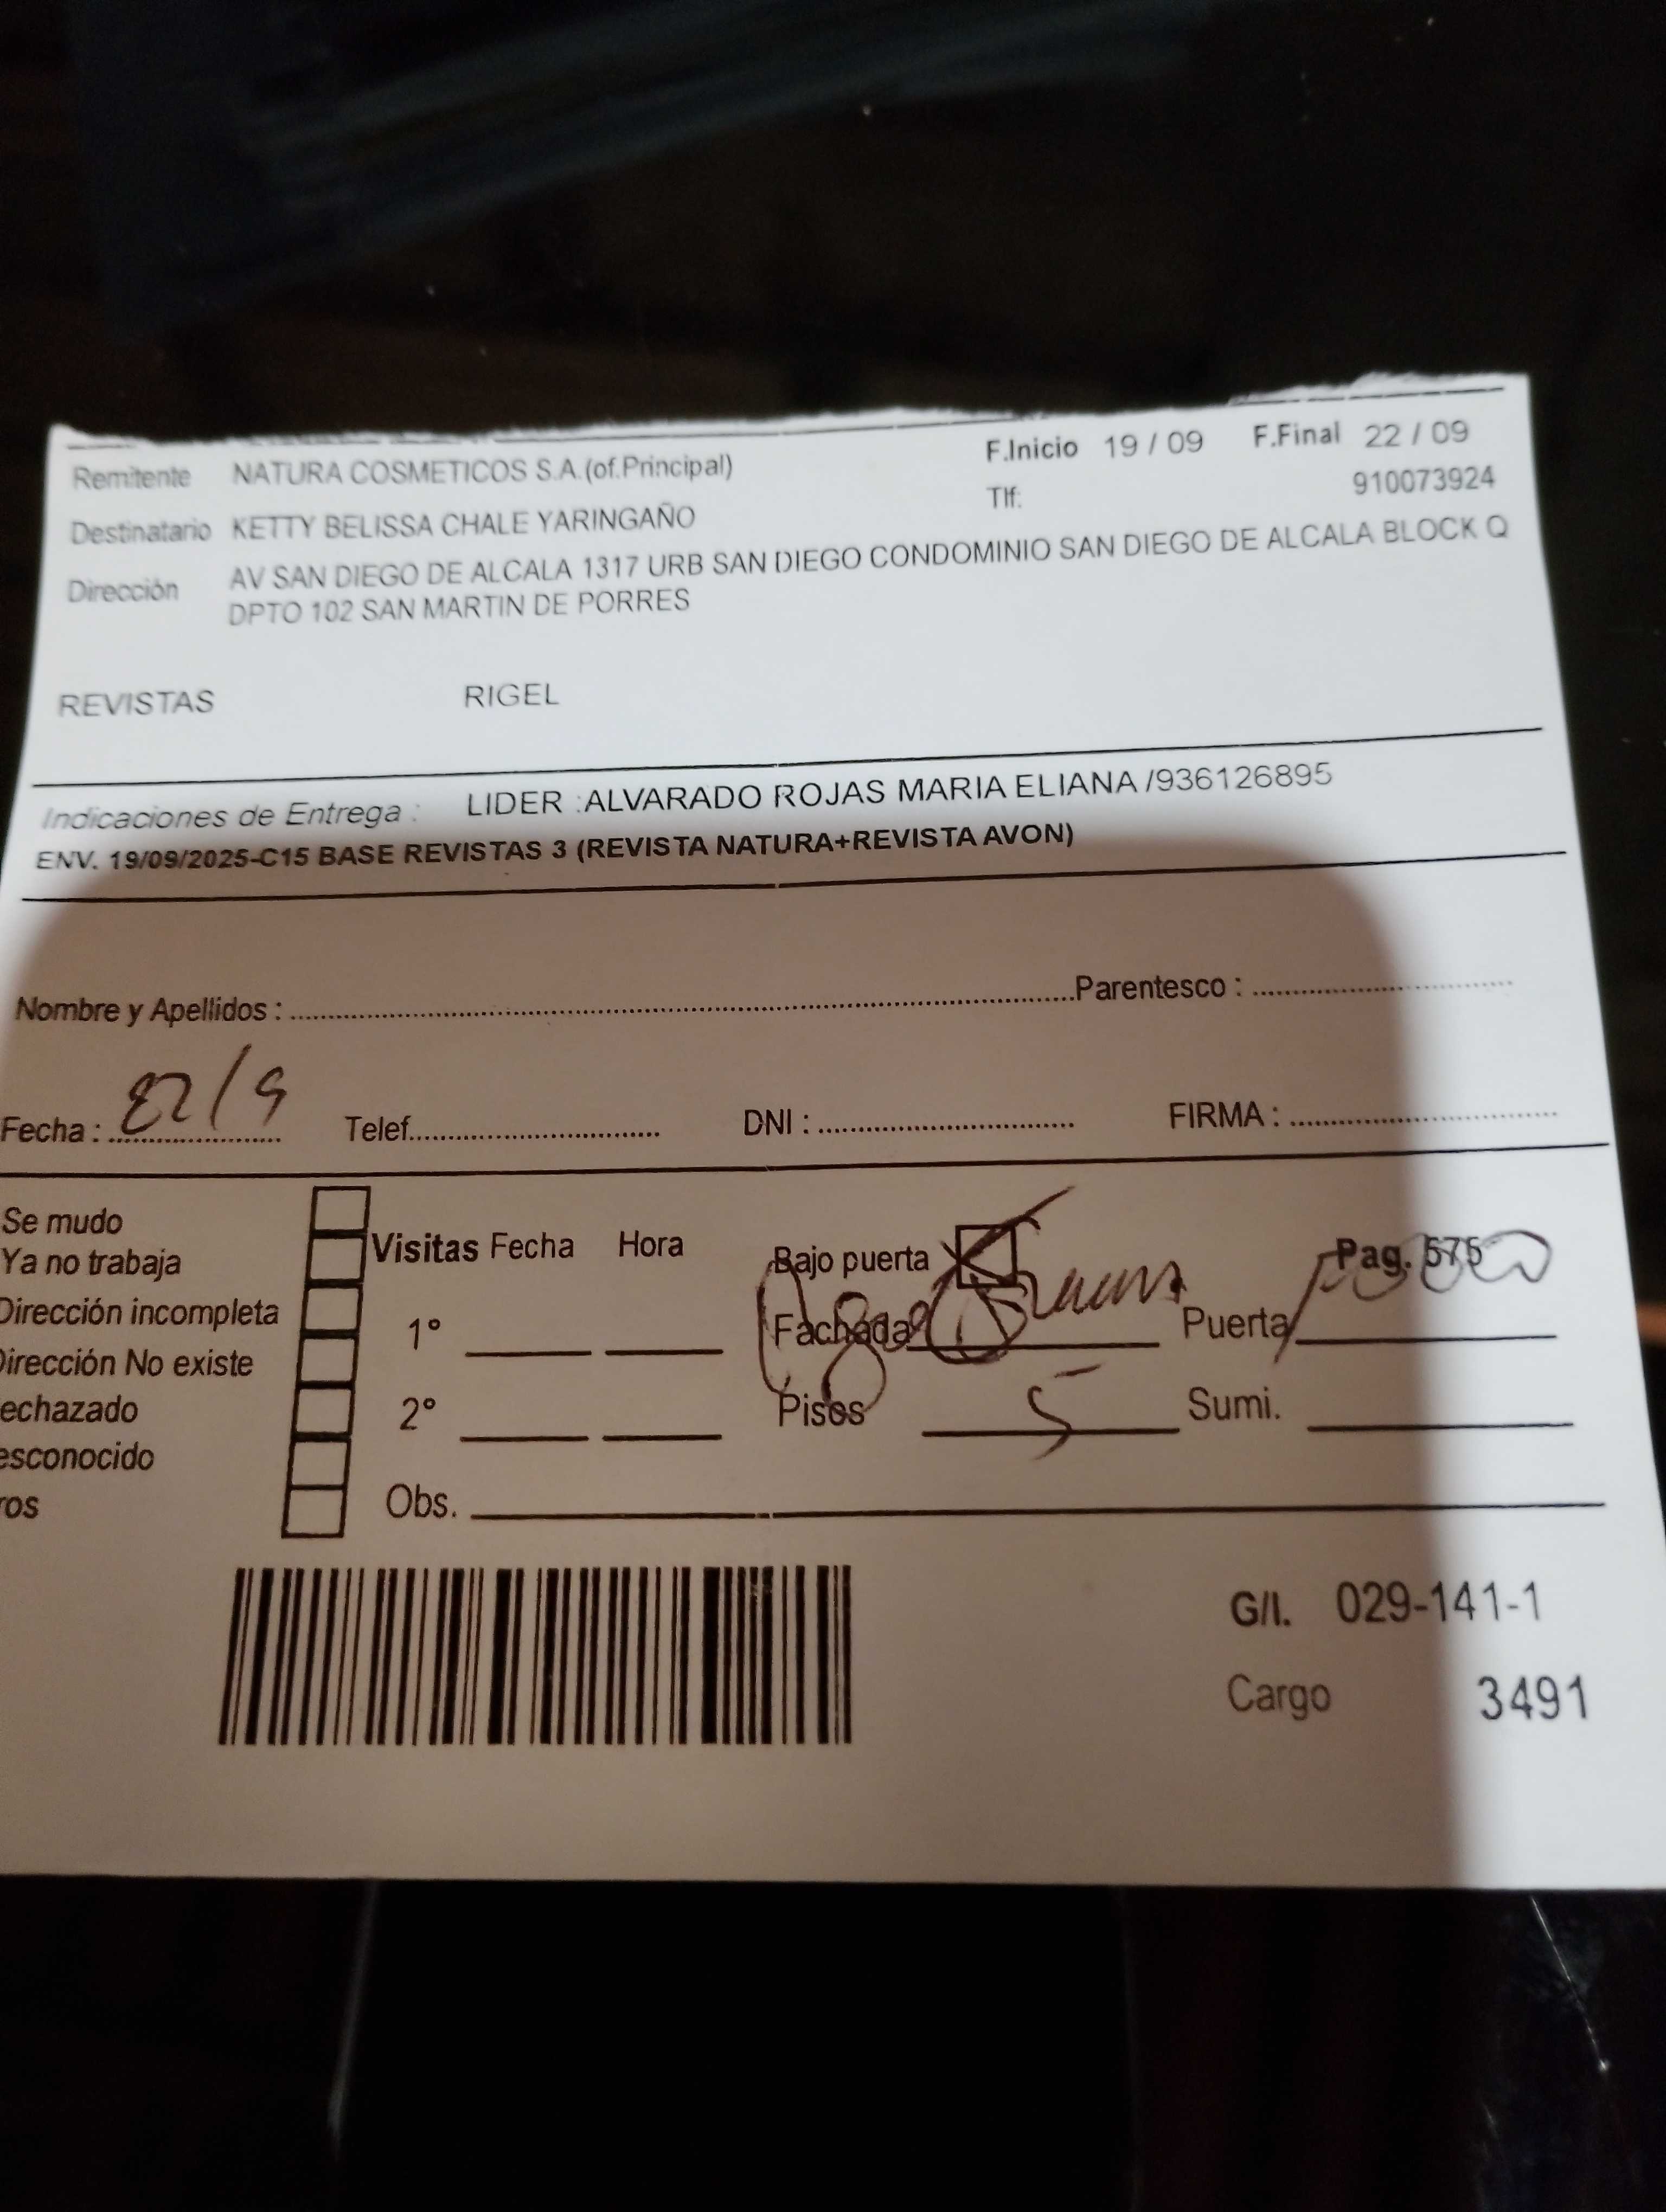 F.Inicio 19 / 09 F.Final 22 / 09
Remitente NATURA COSMETICOS S.A.(of.Principal)
Tlf: 910073924
Destinatario KETTY BELISSA CHALE YARINGAÑO
Dirección AV SAN DIEGO DE ALCALA 1317 URB SAN DIEGO CONDOMINIO SAN DIEGO DE ALCALA BLOCK Q
DPTO 102 SAN MARTIN DE PORRES
REVISTAS RIGEL
Indicaciones de Entrega : LIDER :ALVARADO ROJAS MARIA ELIANA /936126895
ENV. 19/09/2025-C15 BASE REVISTAS 3 (REVISTA NATURA+REVISTA AVON)
Nombre y Apellidos : Parentesco :
Fecha : 22/9 Telef. DNI : FIRMA :
Se mudo
Ya no trabaja
Dirección incompleta
Dirección No existe
echazado
esconocido
ros
Visitas Fecha Hora
1°
2°
Obs.
Bajo puerta Pag. 575
Fachada Puerta
Pisos 5 Sumi.
G/I. 029-141-1
Cargo 3491